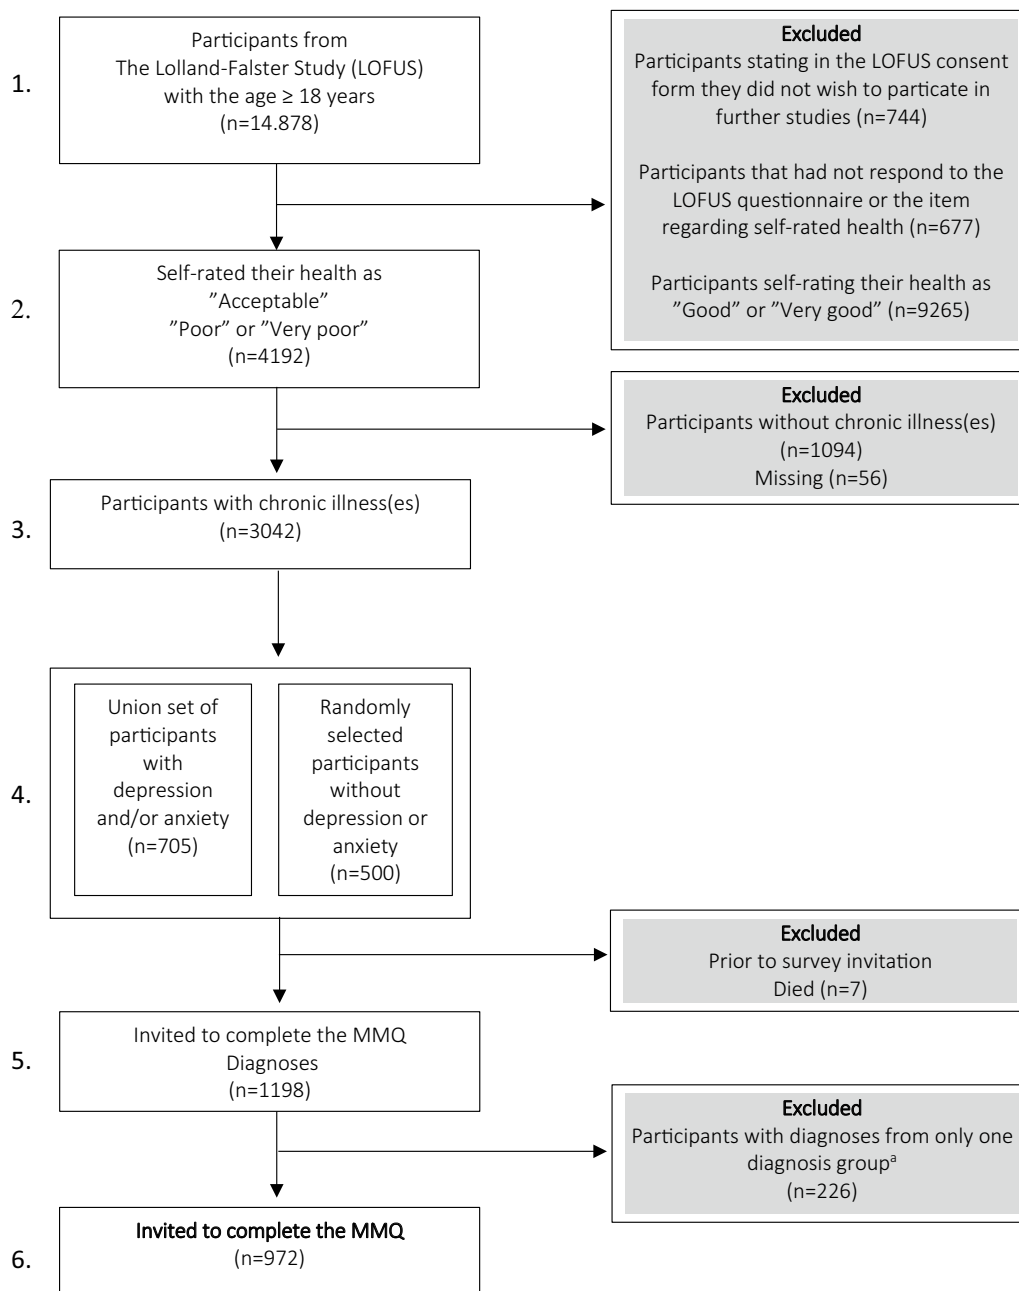 1.
Participants from
The Lolland-Falster Study (LOFUS)
with the age ≥ 18 years
(n=14.878)
Excluded
Participants stating in the LOFUS consent
form they did not wish to particate in
further studies (n=744)
Participants that had not respond to the
LOFUS questionnaire or the item
regarding self-rated health (n=677)
Participants self-rating their health as
”Good” or ”Very good” (n=9265)
2.
Self-rated their health as
”Acceptable”
”Poor” or ”Very poor”
(n=4192)
Excluded
Participants without chronic illness(es)
(n=1094)
Missing (n=56)
3.
Participants with chronic illness(es)
(n=3042)
4.
Union set of
participants
with
depression
and/or anxiety
(n=705)
Randomly
selected
participants
without
depression or
anxiety
(n=500)
Excluded
Prior to survey invitation
Died (n=7)
5.
Invited to complete the MMQ
Diagnoses
(n=1198)
Excluded
Participants with diagnoses from only one
diagnosis groupᵃ
(n=226)
6.
Invited to complete the MMQ
(n=972)